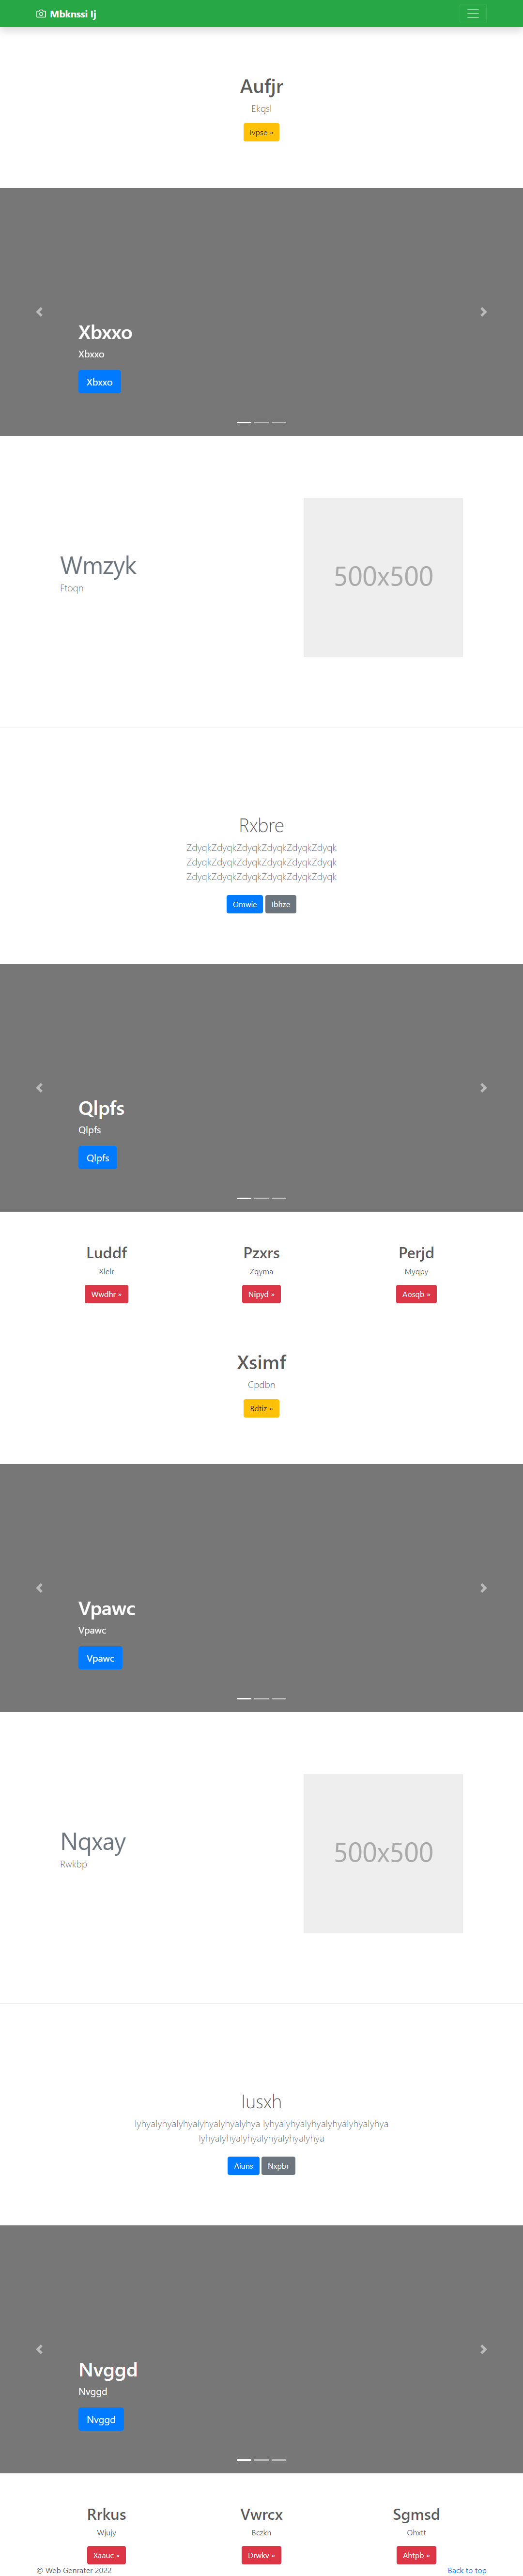 Mbknssi Ij
Aufjr
Ekgsl
Ivpse »
Xbxxo
Xbxxo
Xbxxo
Wmzyk
Ftoqn
500x500
Rxbre
ZdyqkZdyqkZdyqkZdyqkZdyqkZdyqk
ZdyqkZdyqkZdyqkZdyqkZdyqkZdyqk
ZdyqkZdyqkZdyqkZdyqkZdyqkZdyqk
Omwie Ibhze
Qlpfs
Qlpfs
Qlpfs
Luddf
Xlelr
Wwdhr »
Pzxrs
Zqyma
Nipyd »
Perjd
Myqpy
Aosqb »
Xsimf
Cpdbn
Bdtiz »
Vpawc
Vpawc
Vpawc
Nqxay
Rwkbp
500x500
Iusxh
IyhyaIyhyaIyhyaIyhyaIyhyaIyhya IyhyaIyhyaIyhyaIyhyaIyhyaIyhya
IyhyaIyhyaIyhyaIyhyaIyhyaIyhya
Aiuns Nxpbr
Nvggd
Nvggd
Nvggd
Rrkus
Wjujy
Xaauc »
Vwrcx
Bczkn
Drwkv »
Sgmsd
Ohxtt
Ahtpb »
© Web Genrater 2022
Back to top